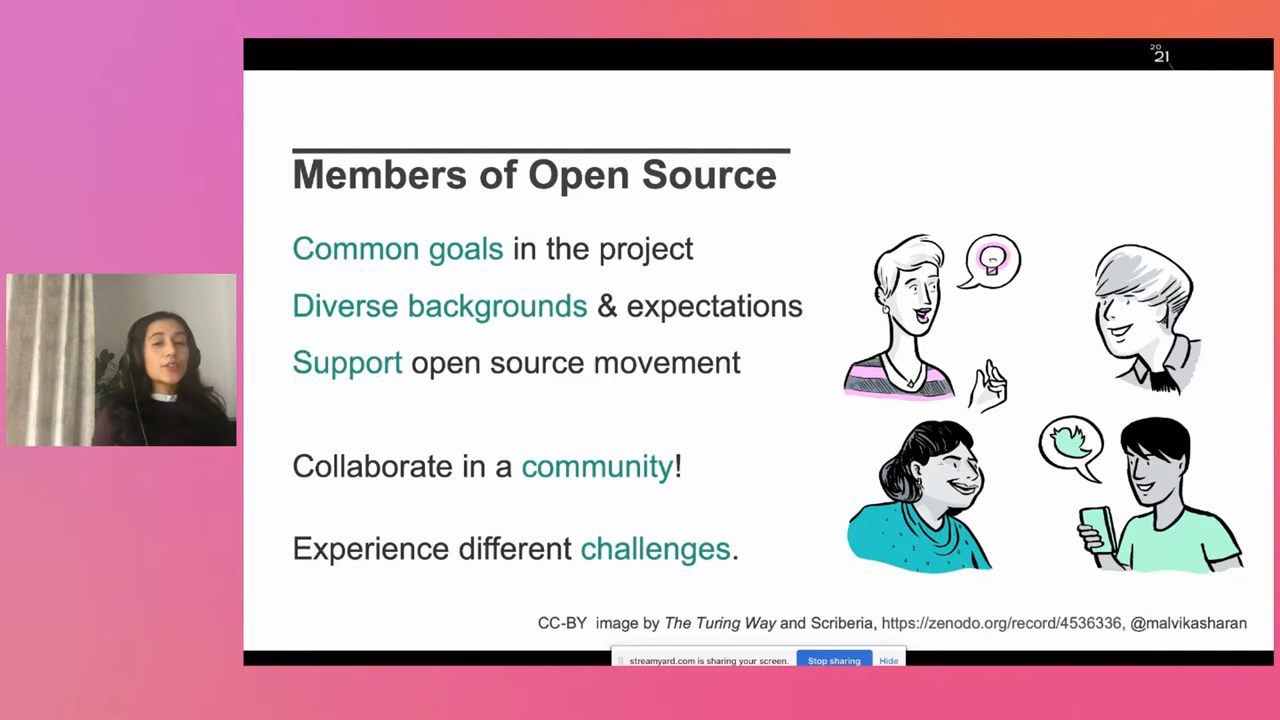 20
21
Members of Open Source
Common goals in the project
Diverse backgrounds & expectations
Support open source movement
Collaborate in a community!
Experience different challenges.
CC-BY image by The Turing Way and Scriberia, https://zenodo.org/record/4536336, @malvikasharan
streamyard.com is sharing your screen. Stop sharing Hide